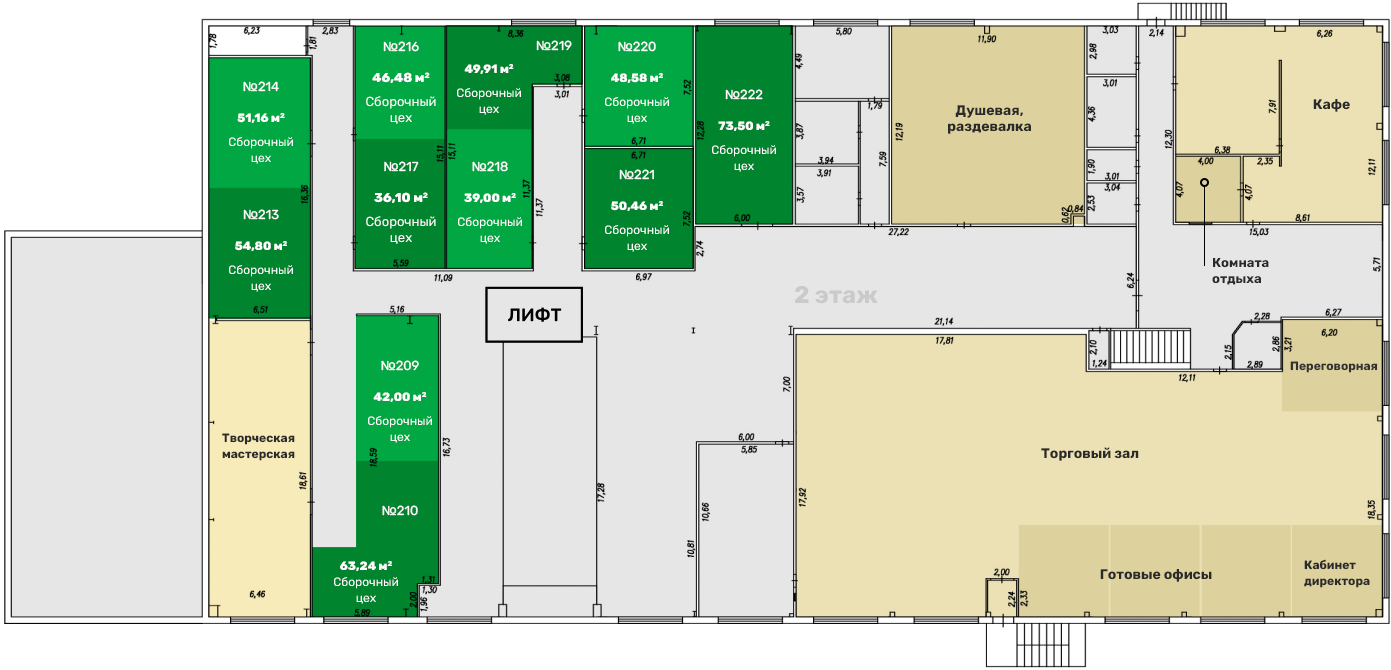 6,23
1,78
1,81
2,83
№214
51,16 м²
Сборочный
цех
№213
54,80 м²
Сборочный
цех
16,36
6,51
№216
46,48 м²
Сборочный
цех
№217
36,10 м²
Сборочный
цех
15,11
5,59
8,36
№219
49,91 м²
Сборочный
цех
3,08
3,01
15,11
№218
39,00 м²
Сборочный
цех
11,37
11,37
11,09
№220
48,58 м²
Сборочный
цех
7,52
6,71
6,71
№221
50,46 м²
Сборочный
цех
7,52
6,97
2,74
№222
73,50 м²
Сборочный
цех
12,28
6,00
5,80
4,49
1,79
3,87
3,94
3,91
3,57
7,59
11,90
12,19
Душевая,
раздевалка
0,84
0,62
27,22
3,03
2,98
3,01
4,36
1,90
3,01
3,04
2,53
2,14
12,30
6,26
Кафе
7,91
6,38
4,00
2,35
4,07
4,07
12,11
8,61
15,03
Комната
отдыха
5,71
6,24
2 этаж
21,14
ЛИФТ
5,16
№209
42,00 м²
Сборочный
цех
18,59
16,73
№210
63,24 м²
Сборочный
цех
1,31
1,30
2,00
1,96
5,89
Творческая
мастерская
18,61
6,46
17,28
7,00
6,00
5,85
10,66
10,81
17,81
17,92
2,10
1,24
12,11
2,15
2,28
2,86
2,89
6,27
6,20
3,21
Переговорная
Торговый зал
18,35
Готовые офисы
Кабинет
директора
2,00
2,24
2,33